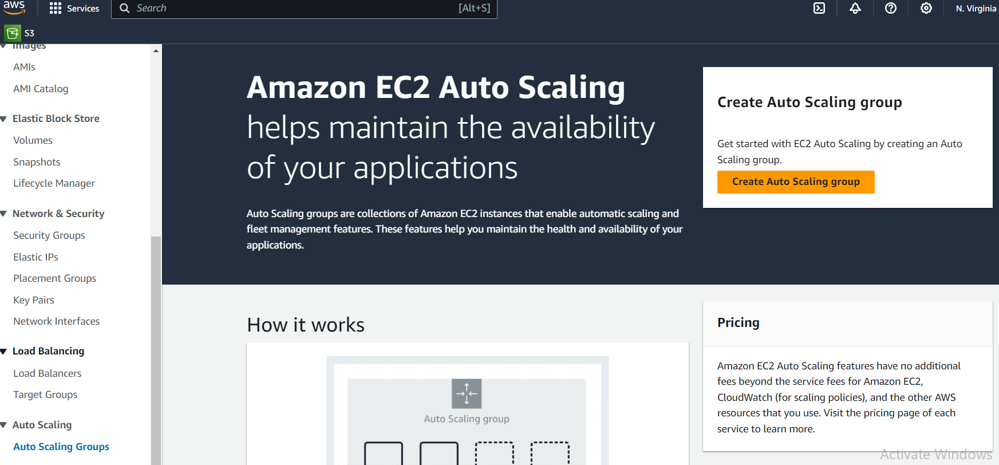 aws
Services
Search
[Alt+S]
N. Virginia
S3
Images
AMIs
AMI Catalog
Elastic Block Store
Volumes
Snapshots
Lifecycle Manager
Network & Security
Security Groups
Elastic IPs
Placement Groups
Key Pairs
Network Interfaces
Load Balancing
Load Balancers
Target Groups
Auto Scaling
Auto Scaling Groups
Amazon EC2 Auto Scaling
helps maintain the availability
of your applications
Auto Scaling groups are collections of Amazon EC2 instances that enable automatic scaling and
fleet management features. These features help you maintain the health and availability of your
applications.
Create Auto Scaling group
Get started with EC2 Auto Scaling by creating an Auto
Scaling group.
Create Auto Scaling group
How it works
Auto Scaling group
Pricing
Amazon EC2 Auto Scaling features have no additional
fees beyond the service fees for Amazon EC2,
CloudWatch (for scaling policies), and the other AWS
resources that you use. Visit the pricing page of each
service to learn more.
Activate Windows